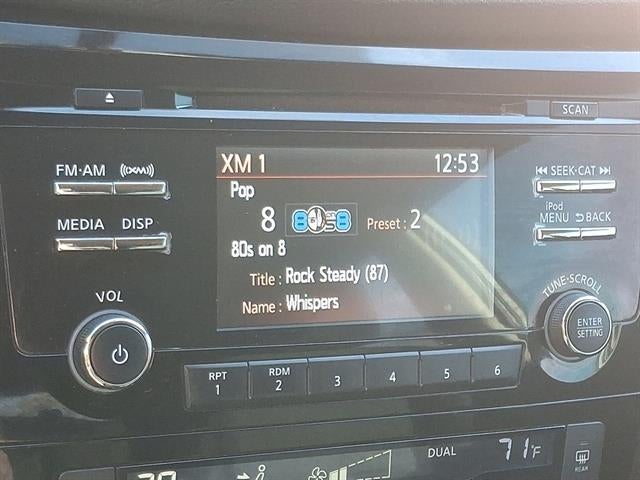 SCAN
FM·AM ((XM))
SEEK·CAT
MEDIA DISP
iPod
MENU BACK
XM 1 12:53
Pop
8 Preset : 2
80s on 8
Title : Rock Steady (87)
Name : Whispers
VOL
TUNE·SCROLL
ENTER
SETTING
RPT
1
RDM
2
3
4
5
6
DUAL
71°F
REAR